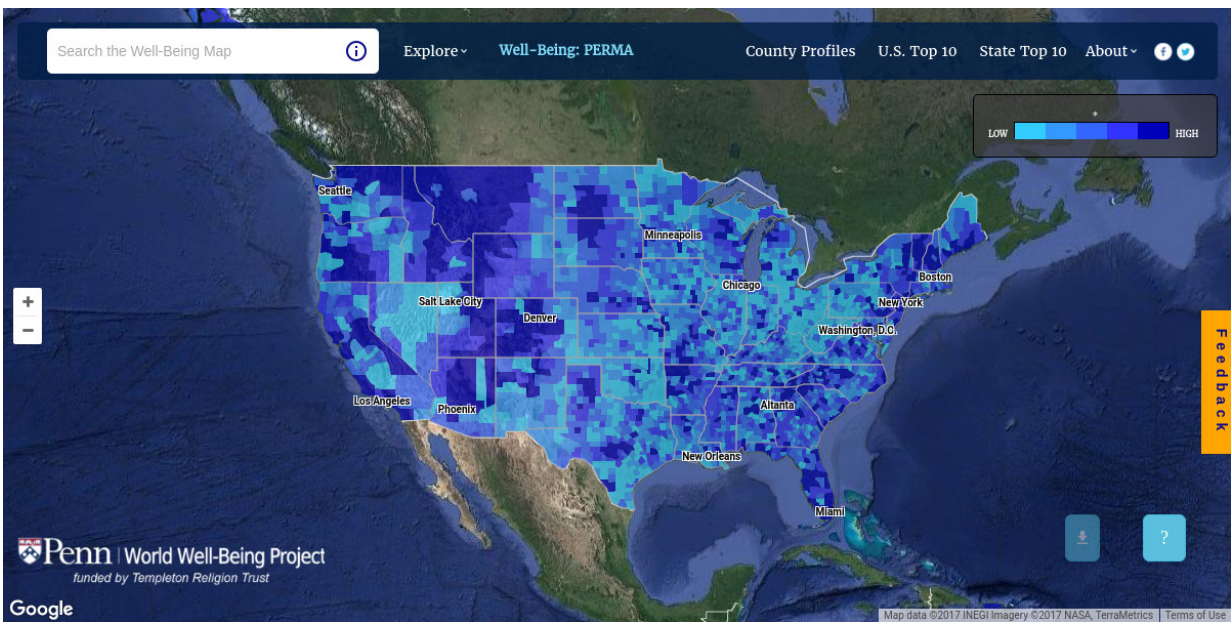 Search the Well-Being Map
Explore
Well-Being: PERMA
County Profiles
U.S. Top 10
State Top 10
About
*
LOW
HIGH
Seattle
Minneapolis
Boston
Chicago
New York
Salt Lake City
Denver
Washington, D.C.
Los Angeles
Phoenix
Altanta
New Orleans
Miami
+
−
Feedback
?
Penn | World Well-Being Project
funded by Templeton Religion Trust
Google
Map data ©2017 INEGI Imagery ©2017 NASA, TerraMetrics
Terms of Use